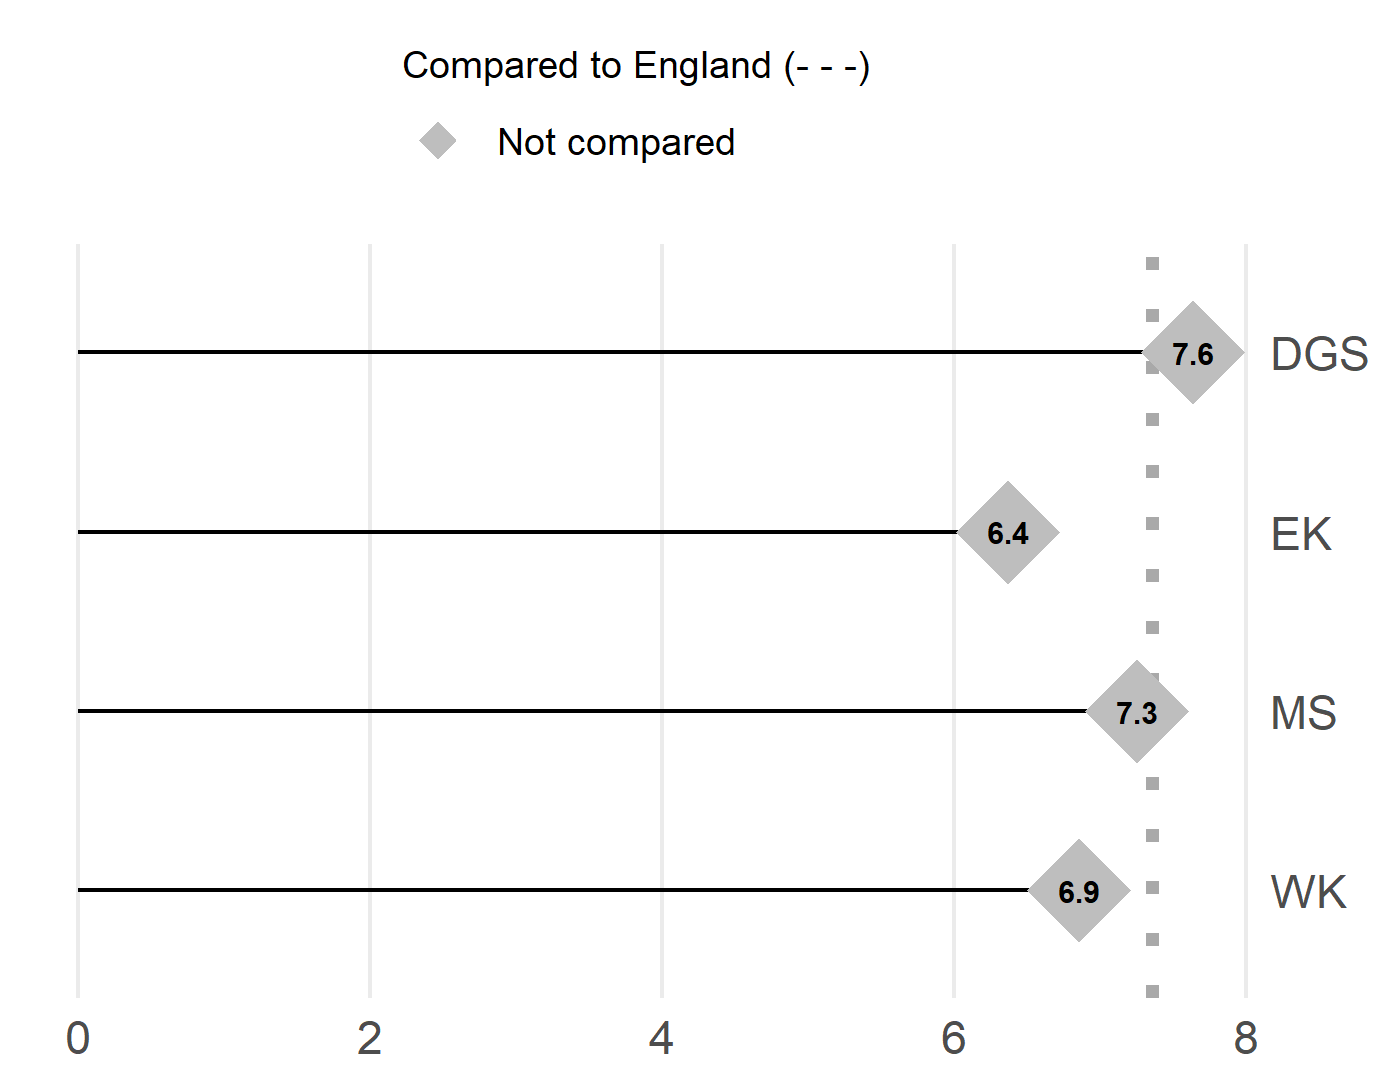 Compared to England (- - -)
Not compared
7.6 DGS
6.4 EK
7.3 MS
6.9 WK
0 2 4 6 8